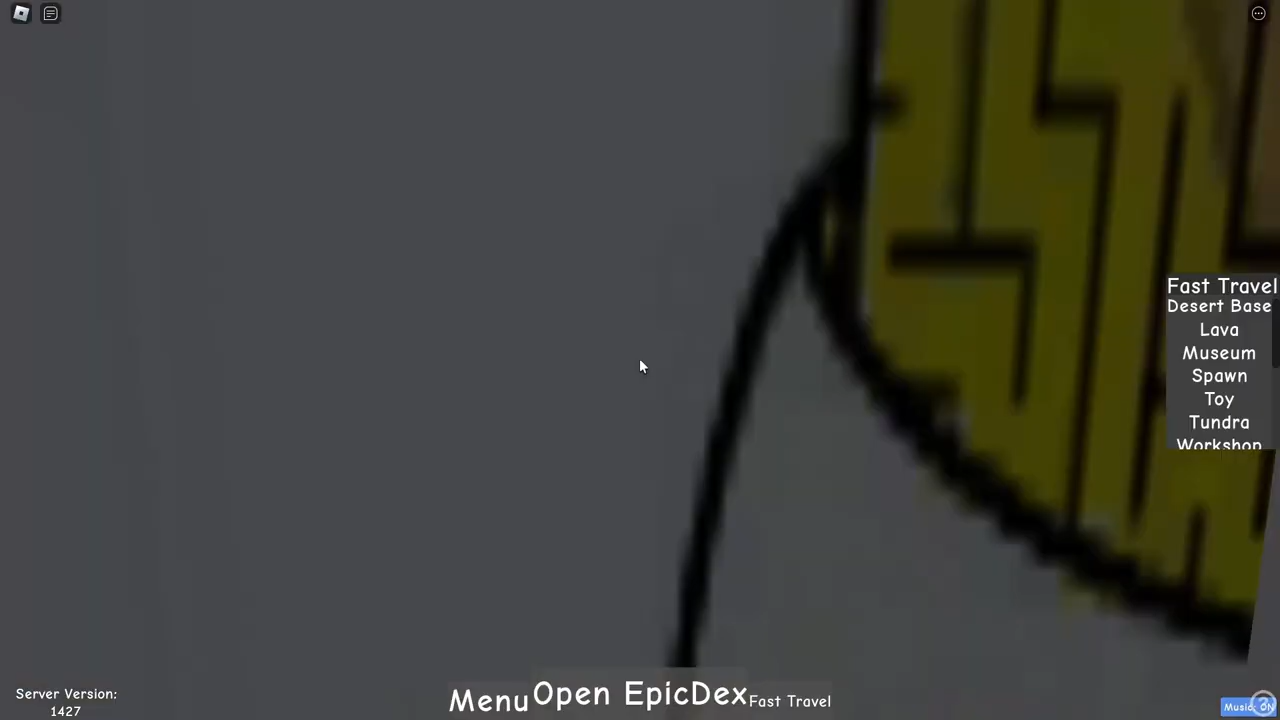 Fast Travel
Desert Base
Lava
Museum
Spawn
Toy
Tundra
Workshop
Server Version:
1427
Menu
Open EpicDex
Fast Travel
Music: ON
?